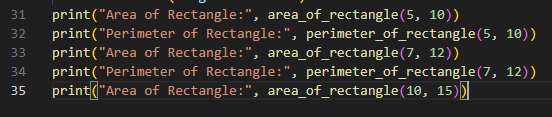 31 print("Area of Rectangle:", area_of_rectangle(5, 10))
32 print("Perimeter of Rectangle:", perimeter_of_rectangle(5, 10))
33 print("Area of Rectangle:", area_of_rectangle(7, 12))
34 print("Perimeter of Rectangle:", perimeter_of_rectangle(7, 12))
35 print("Area of Rectangle:", area_of_rectangle(10, 15))